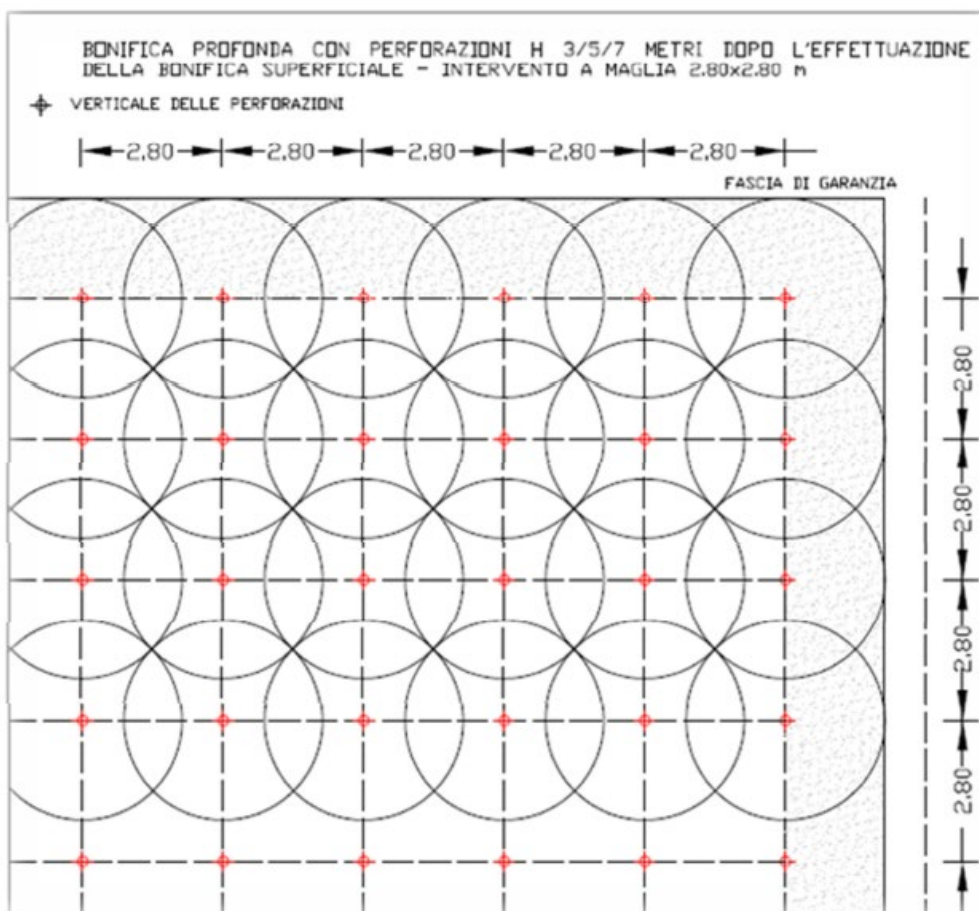 BONIFICA PROFONDA CON PERFORAZIONI H 3/5/7 METRI DOPO L'EFFETTUAZIONE
DELLA BONIFICA SUPERFICIALE - INTERVENTO A MAGLIA 2.80x2.80 m
VERTICALE DELLE PERFORAZIONI
2.80 2.80 2.80 2.80 2.80
FASCIA DI GARANZIA
2.80
2.80
2.80
2.80